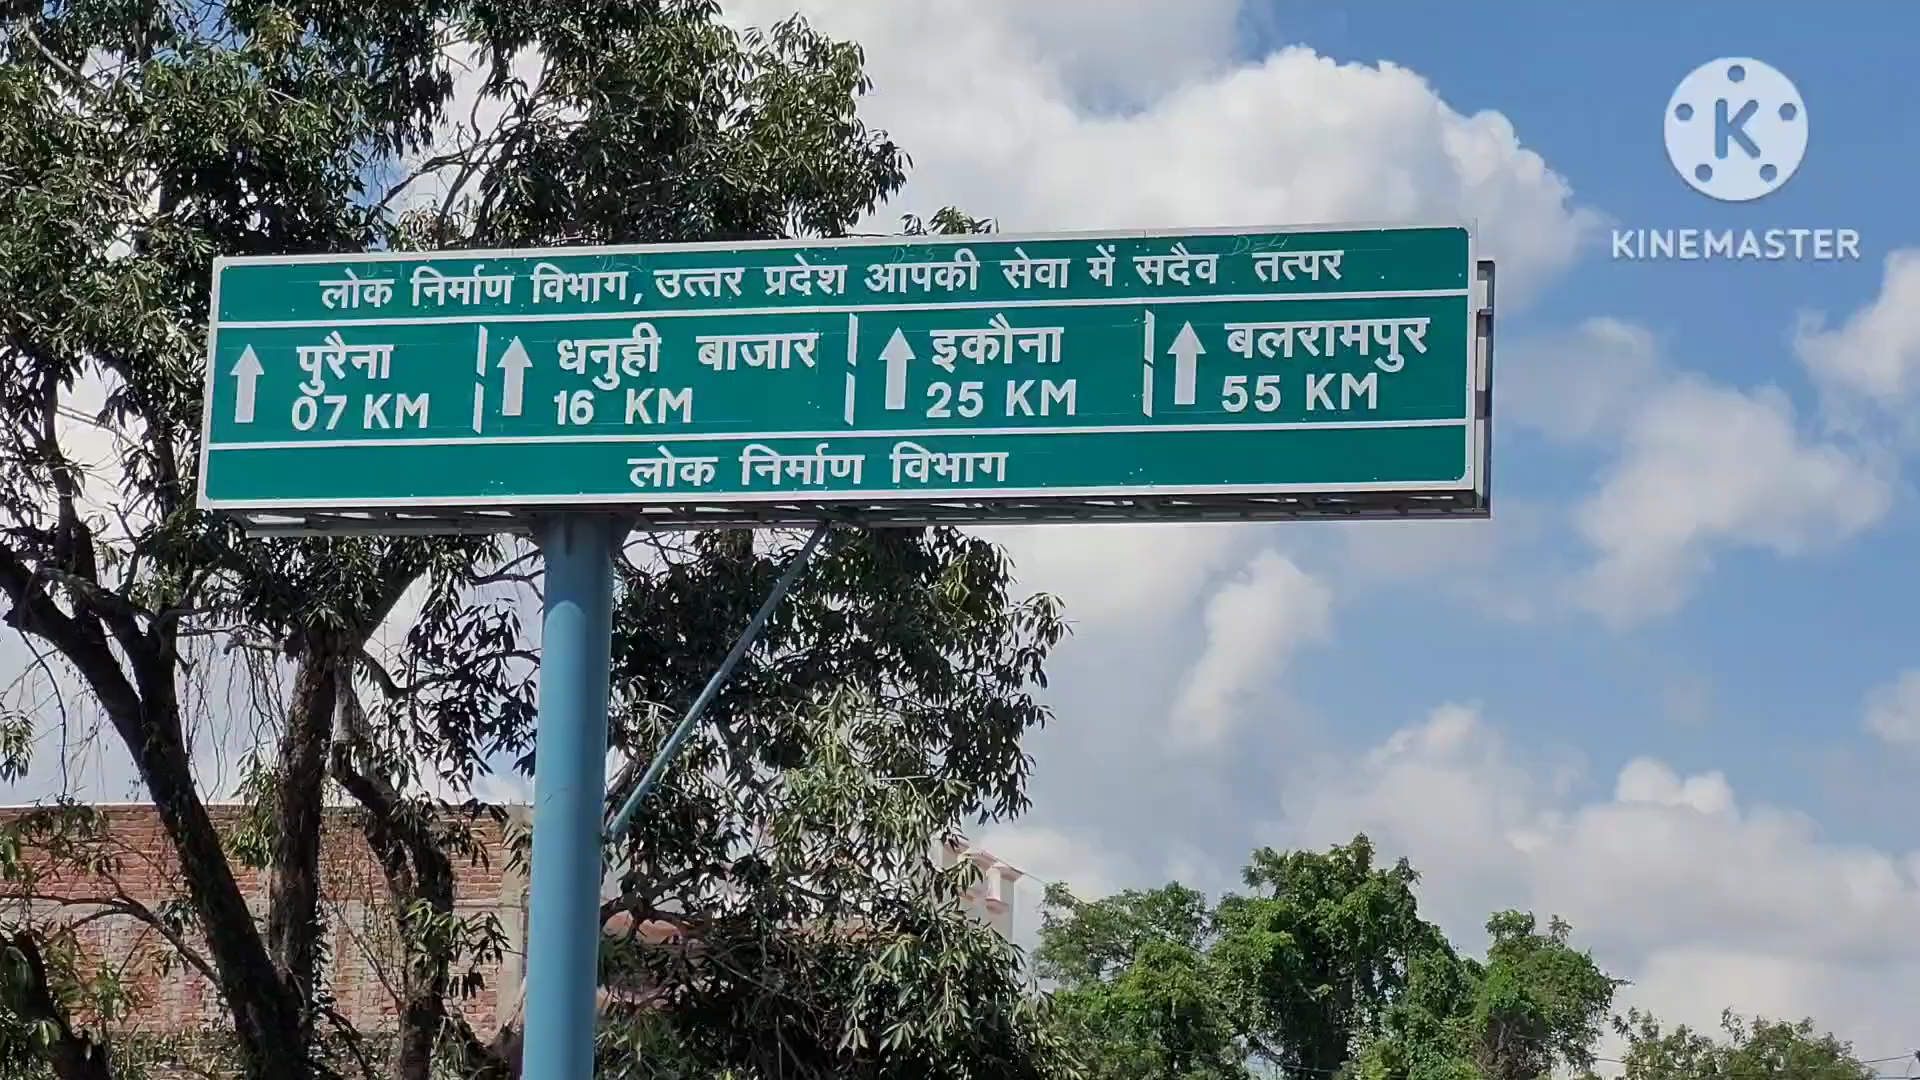 लोक निर्माण विभाग, उत्तर प्रदेश आपकी सेवा में सदैव तत्पर
पुरैना
07 KM
धनुही बाजार
16 KM
इकौना
25 KM
बलरामपुर
55 KM
लोक निर्माण विभाग
K
KINEMASTER